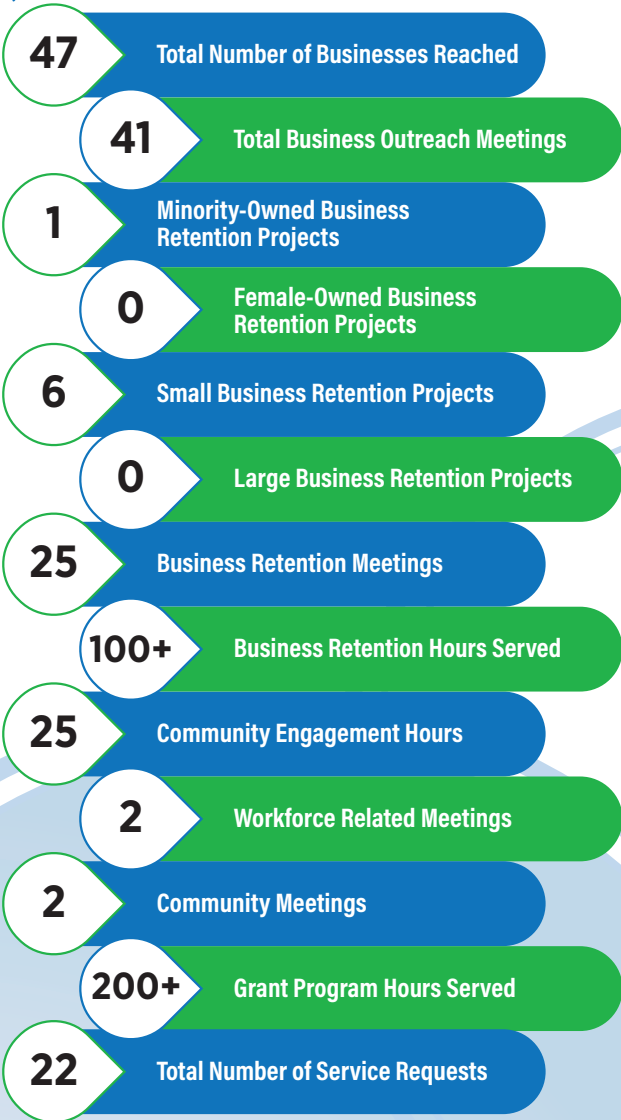 47
Total Number of Businesses Reached
41
Total Business Outreach Meetings
1
Minority-Owned Business
Retention Projects
0
Female-Owned Business
Retention Projects
6
Small Business Retention Projects
0
Large Business Retention Projects
25
Business Retention Meetings
100+
Business Retention Hours Served
25
Community Engagement Hours
2
Workforce Related Meetings
2
Community Meetings
200+
Grant Program Hours Served
22
Total Number of Service Requests